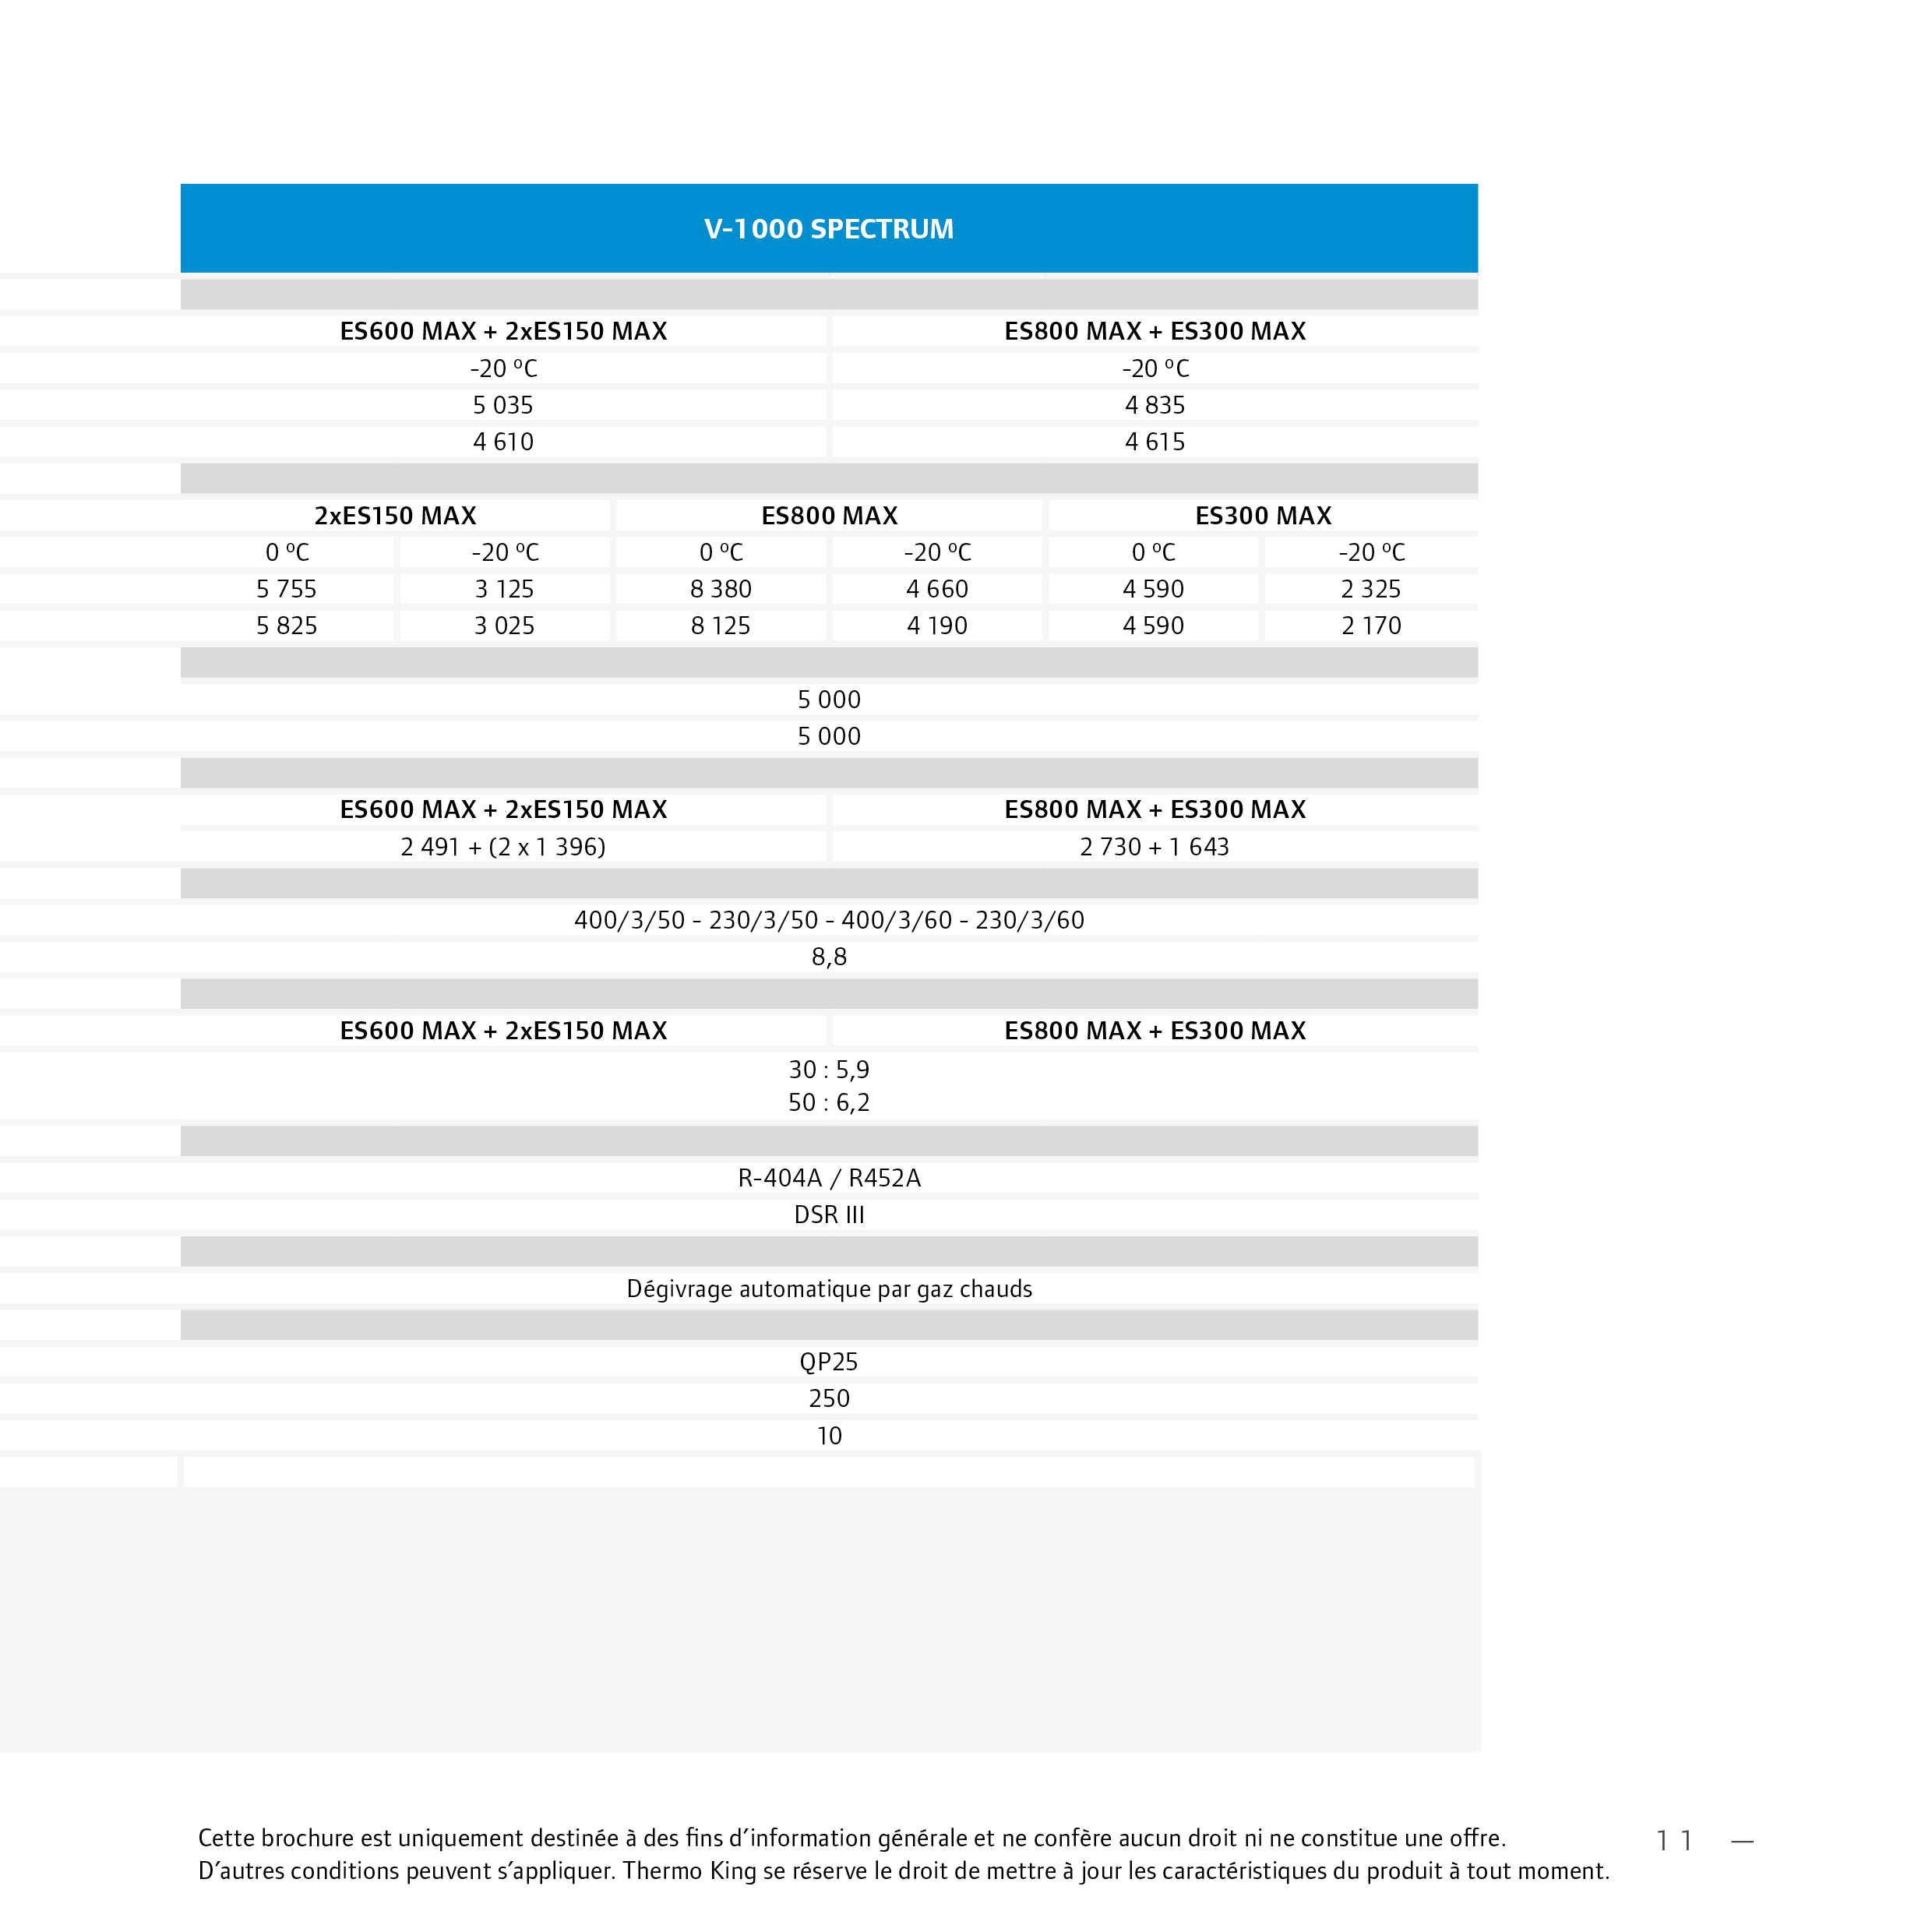 V-1000 SPECTRUM
ES600 MAX + 2xES150 MAX ES800 MAX + ES300 MAX
-20 ºC -20 ºC
5 035 4 835
4 610 4 615
2xES150 MAX ES800 MAX ES300 MAX
0 ºC -20 ºC 0 ºC -20 ºC 0 ºC -20 ºC
5 755 3 125 8 380 4 660 4 590 2 325
5 825 3 025 8 125 4 190 4 590 2 170
5 000
5 000
ES600 MAX + 2xES150 MAX ES800 MAX + ES300 MAX
2 491 + (2 x 1 396) 2 730 + 1 643
400/3/50 - 230/3/50 - 400/3/60 - 230/3/60
8,8
ES600 MAX + 2xES150 MAX ES800 MAX + ES300 MAX
30 : 5,9
50 : 6,2
R-404A / R452A
DSR III
Dégivrage automatique par gaz chauds
QP25
250
10
Cette brochure est uniquement destinée à des fins d´information générale et ne confère aucun droit ni ne constitue une offre.
D´autres conditions peuvent s´appliquer. Thermo King se réserve le droit de mettre à jour les caractéristiques du produit à tout moment.
11 —